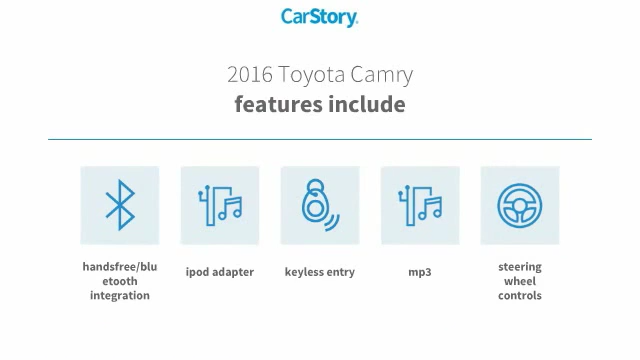 CarStory.
2016 Toyota Camry
features include
handsfree/blu
etooth
integration
ipod adapter
keyless entry
mp3
steering
wheel
controls